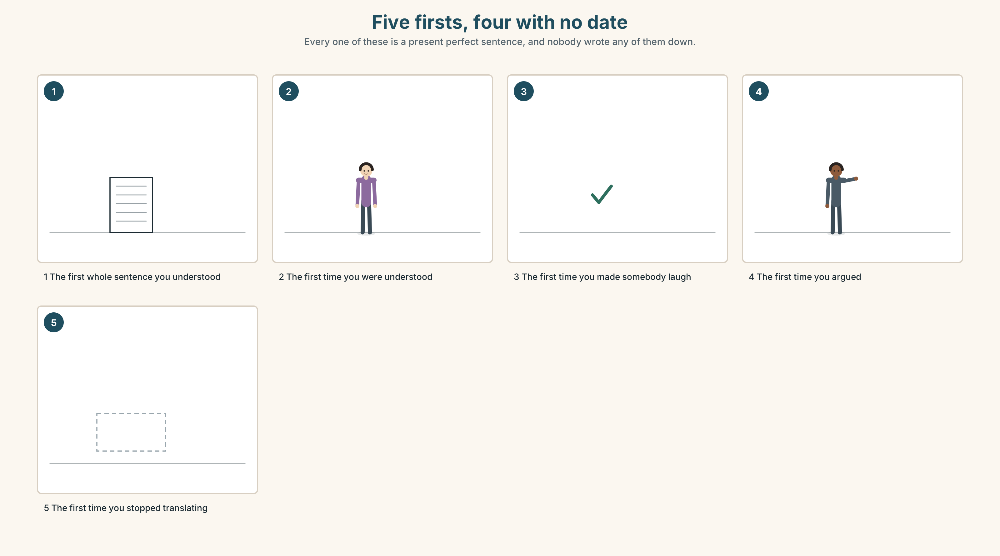 Five firsts, four with no date
Every one of these is a present perfect sentence, and nobody wrote any of them down.
1
2
3
4
1 The first whole sentence you understood
2 The first time you were understood
3 The first time you made somebody laugh
4 The first time you argued
5
5 The first time you stopped translating